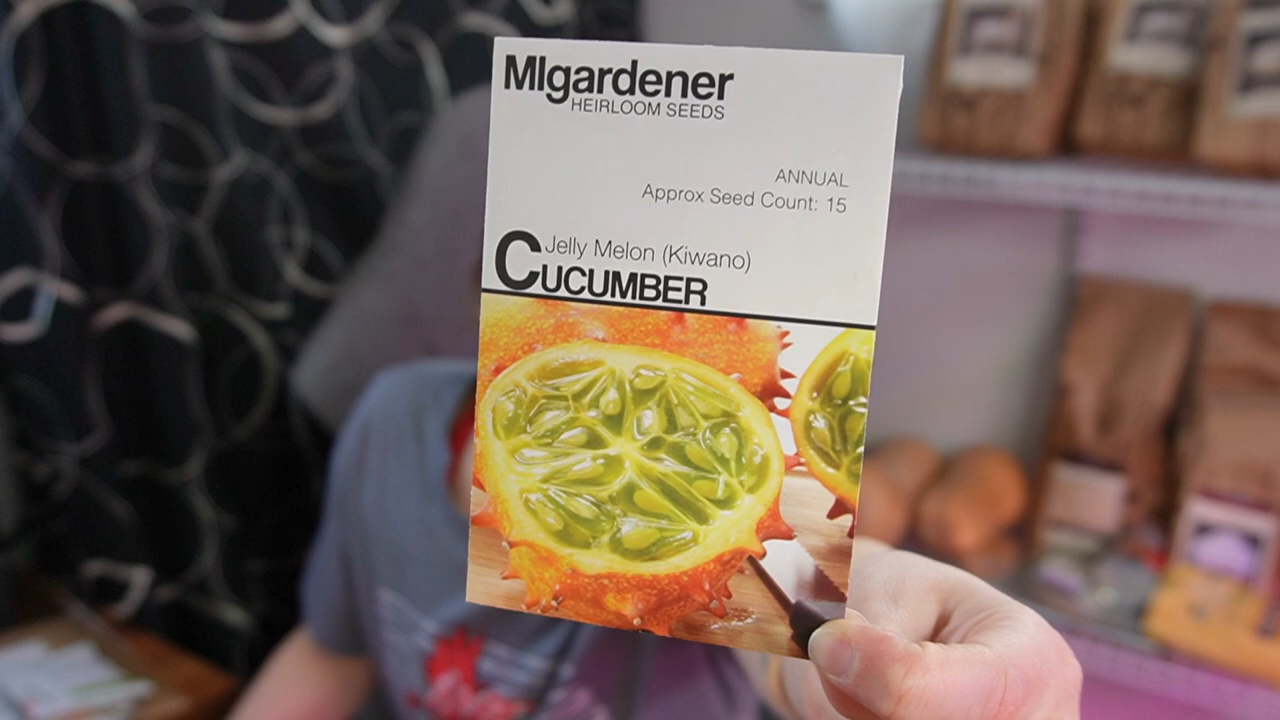 MIgardener
HEIRLOOM SEEDS
ANNUAL
Approx Seed Count: 15
Jelly Melon (Kiwano)
CUCUMBER